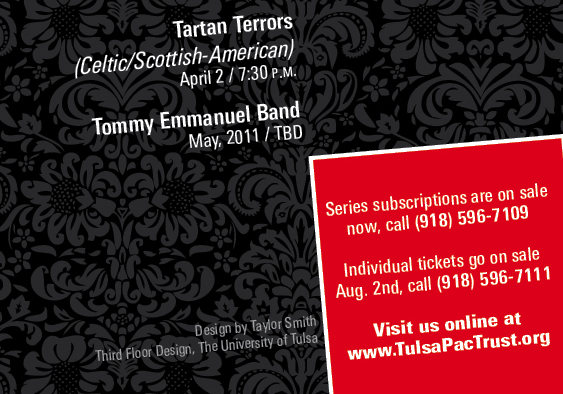 Tartan Terrors
(Celtic/Scottish-American)
April 2 / 7:30 P.M.
Tommy Emmanuel Band
May, 2011 / TBD
Series subscriptions are on sale
now, call (918) 596-7109
Individual tickets go on sale
Aug. 2nd, call (918) 596-7111
Visit us online at
www.TulsaPacTrust.org
Design by Taylor Smith
Third Floor Design, The University of Tulsa